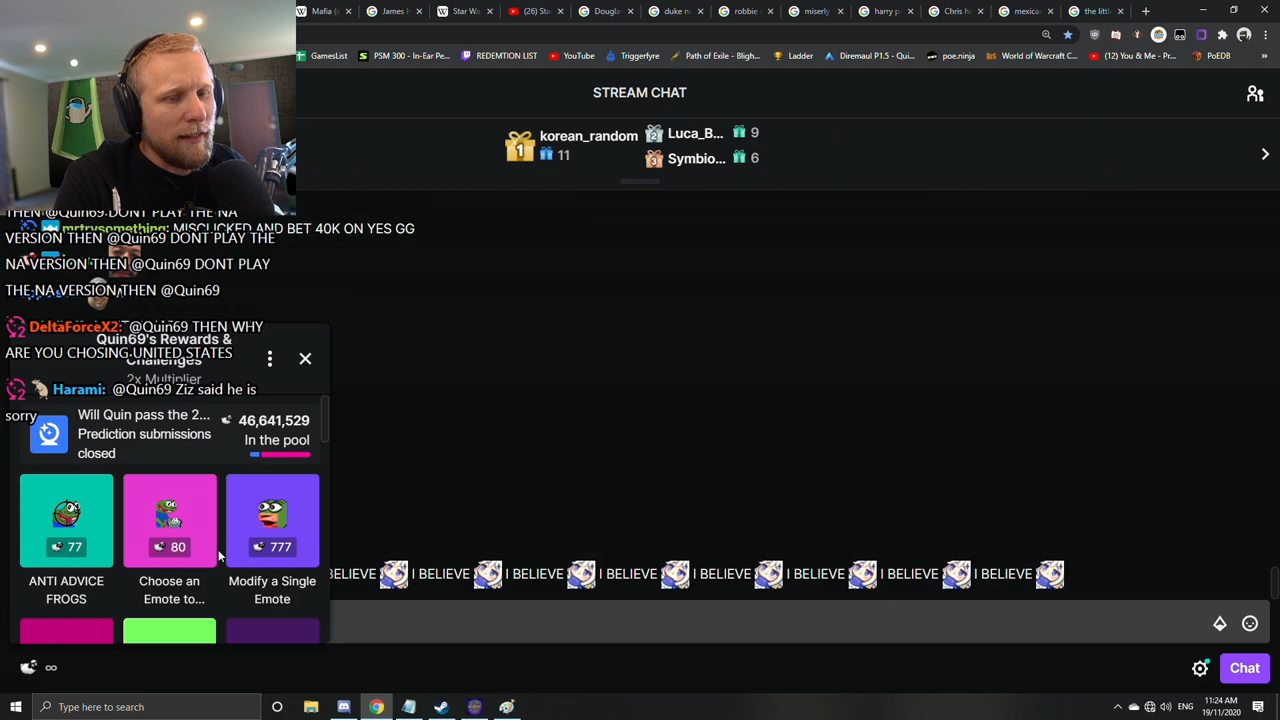 Mafia (
James
Star Wa
(26) Sta
Dougla
duke n
robbie
miserly
harry p
Chris h
mexica
the little
GamesList
PSM 300 - In-Ear Pe...
REDEMTION LIST
YouTube
Triggerfyre
Path of Exile - Bligh...
Ladder
Diremaul P1.5 - Qui...
poe.ninja
World of Warcraft C...
(12) You & Me - Pr...
PoEDB
STREAM CHAT
1 korean_random
11
2 Luca_B... 9
3 Symbio... 6
THEN @Quin69 DONT PLAY THE NA
mrtrysomething: MISCLICKED AND BET 40K ON YES GG
VERSION THEN @Quin69 DONT PLAY THE
NA VERSION THEN @Quin69 DONT PLAY
THE NA VERSION THEN @Quin69
DeltaForceX2: @Quin69 THEN WHY
ARE YOU CHOSING UNITED STATES
Quin69's Rewards &
Challenges
2x Multiplier
Harami: @Quin69 Ziz said he is
sorry
Will Quin pass the 2...
Prediction submissions
closed
46,641,529
In the pool
77
80
777
ANTI ADVICE
FROGS
Choose an
Emote to...
Modify a Single
Emote
BELIEVE I BELIEVE I BELIEVE I BELIEVE I BELIEVE I BELIEVE I BELIEVE I BELIEVE
∞
Chat
Type here to search
ENG
11:24 AM
19/11/2020